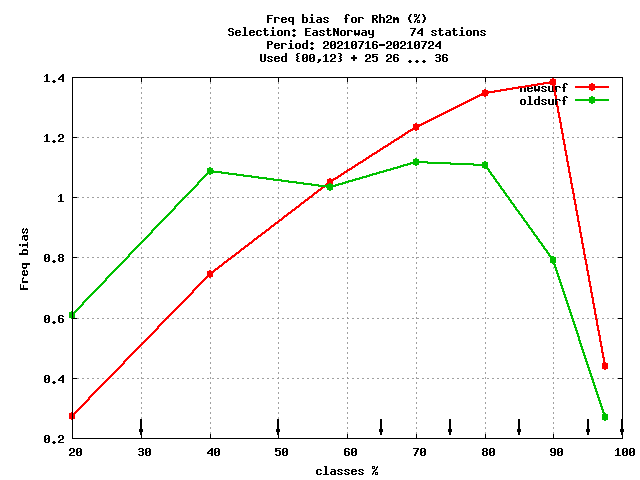 Freq bias  for Rh2m (%)
Selection: EastNorway     74 stations
Period: 20210716-20210724
Used {00,12} + 25 26 ... 36
newsurf
oldsurf
1.4
1.2
1
0.8
0.6
0.4
0.2
Freq bias
20 30 40 50 60 70 80 90 100
classes %